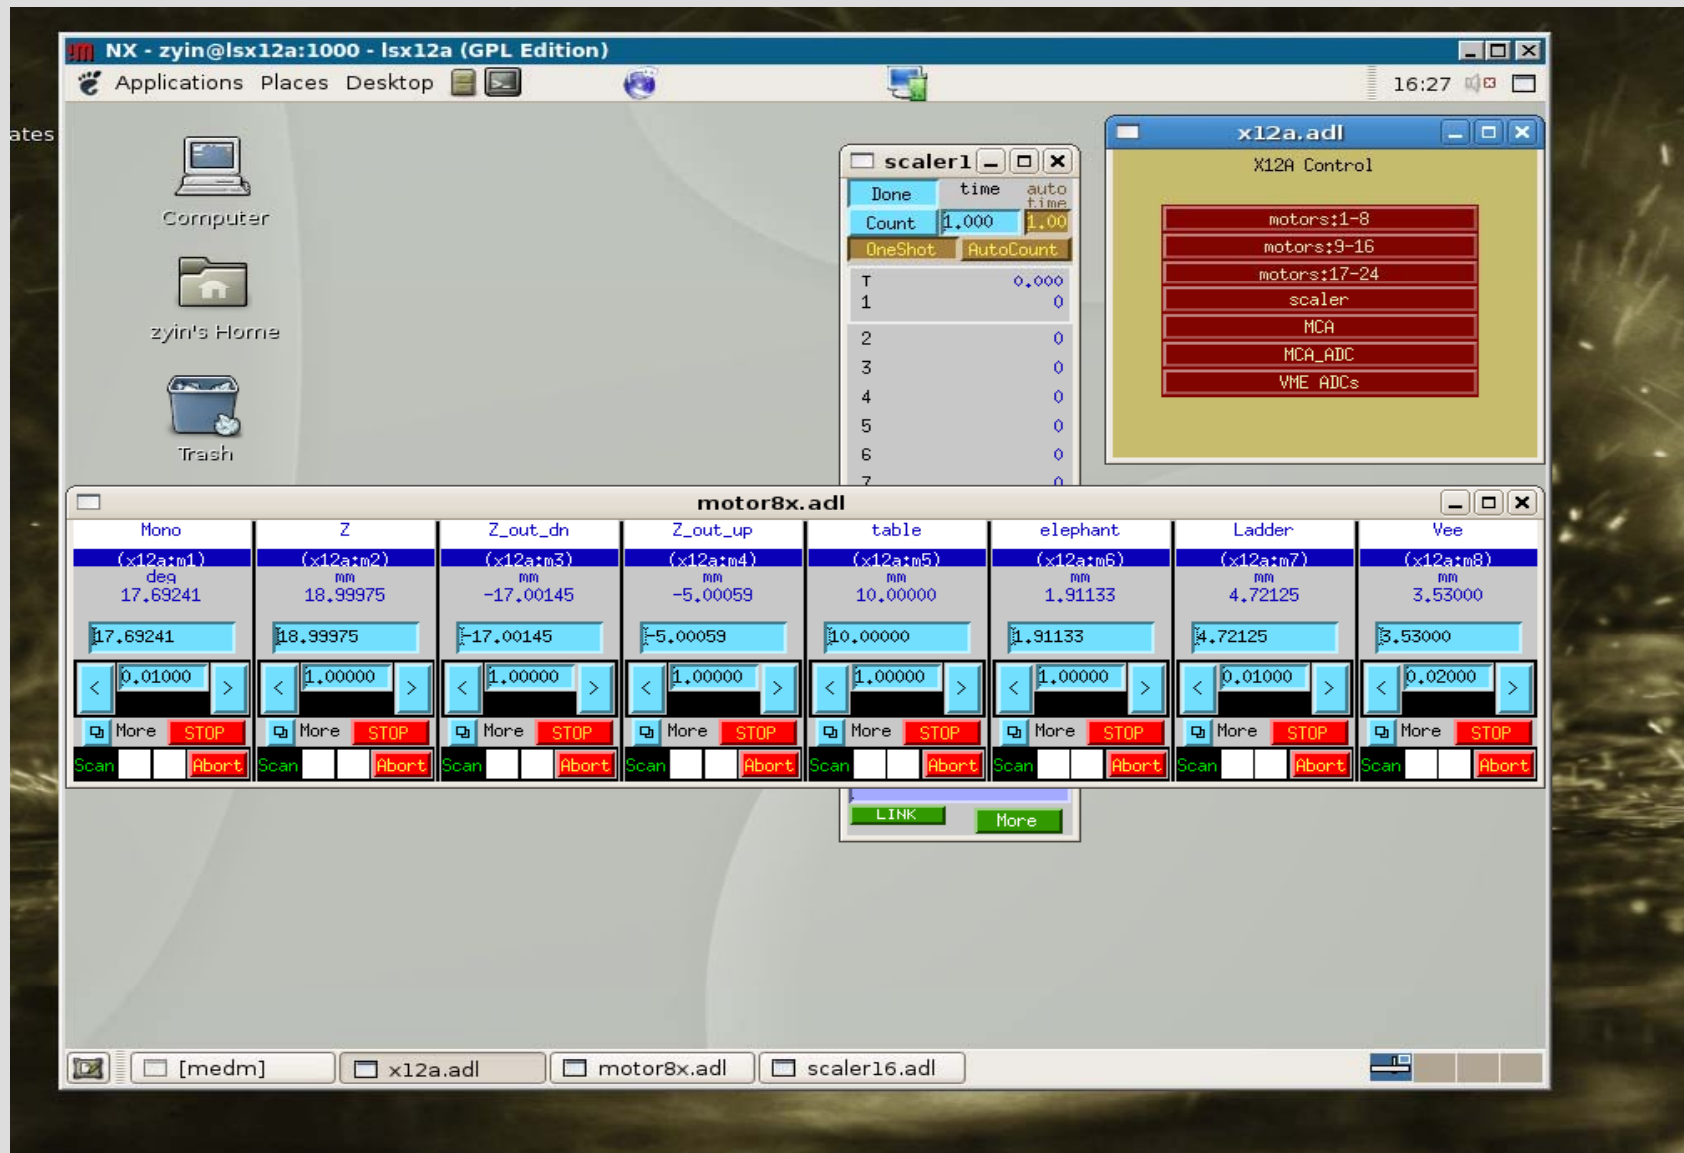 NX - zyin@lsx12a:1000 - lsx12a (GPL Edition)
Applications Places Desktop
16:27
ates
Computer
zyin's Home
Trash
scaler1
Done time auto time
Count 1.000 1.00
OneShot AutoCount
T 0.000
1 0
2 0
3 0
4 0
5 0
6 0
7 0
LINK More
x12a.adl
X12A Control
motors:1-8
motors:9-16
motors:17-24
scaler
MCA
MCA_ADC
VME ADCs
motor8x.adl
Mono Z Z_out_dn Z_out_up table elephant Ladder Vee
(x12a:m1) (x12a:m2) (x12a:m3) (x12a:m4) (x12a:m5) (x12a:m6) (x12a:m7) (x12a:m8)
deg mm mm mm mm mm mm mm
17.69241 18.99975 -17.00145 -5.00059 10.00000 1.91133 4.72125 3.53000
17.69241 18.99975 -17.00145 -5.00059 10.00000 1.91133 4.72125 3.53000
< 0.01000 > < 1.00000 > < 1.00000 > < 1.00000 > < 1.00000 > < 1.00000 > < 0.01000 > < 0.02000 >
More STOP More STOP More STOP More STOP More STOP More STOP More STOP More STOP
Scan Abort Scan Abort Scan Abort Scan Abort Scan Abort Scan Abort Scan Abort Scan Abort
[medm] x12a.adl motor8x.adl scaler16.adl